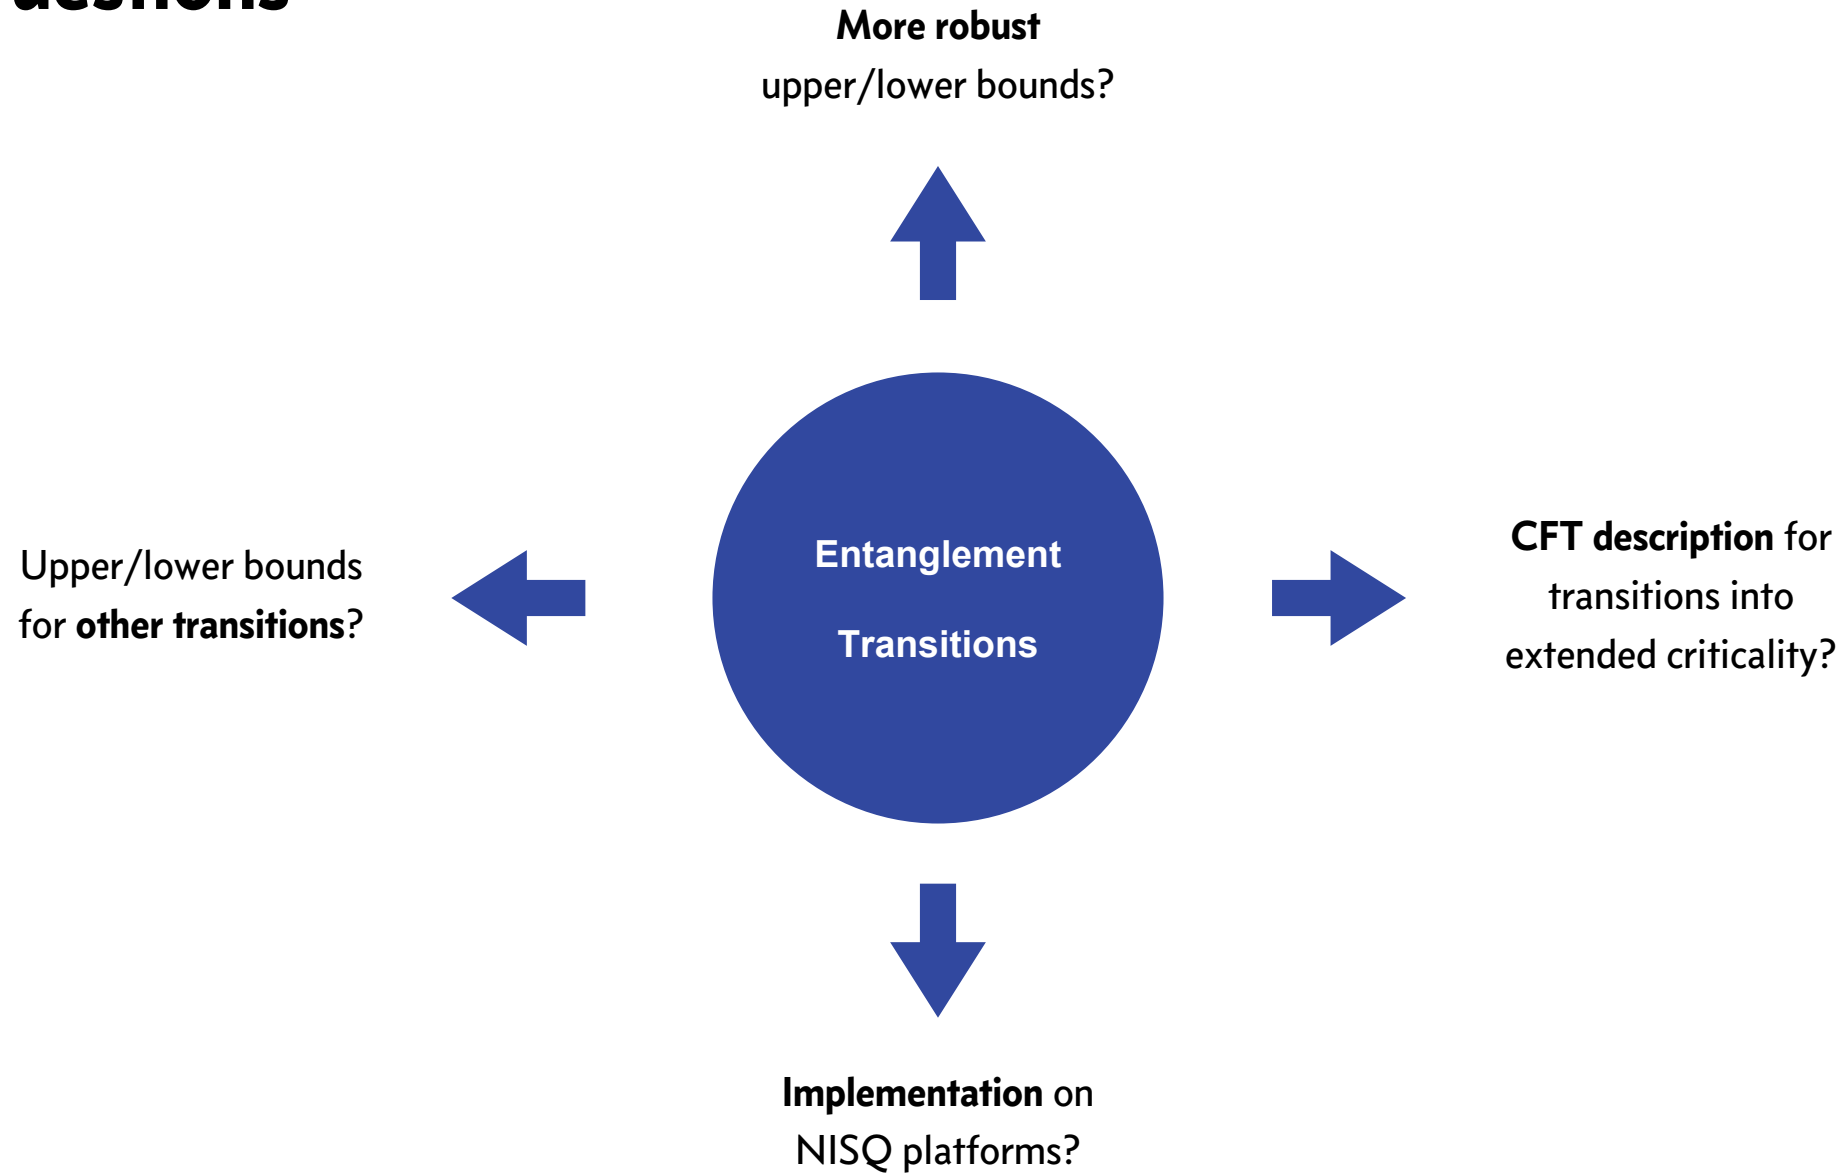 More robust
upper/lower bounds?
Upper/lower bounds
for other transitions?
Entanglement
Transitions
CFT description for
transitions into
extended criticality?
Implementation on
NISQ platforms?